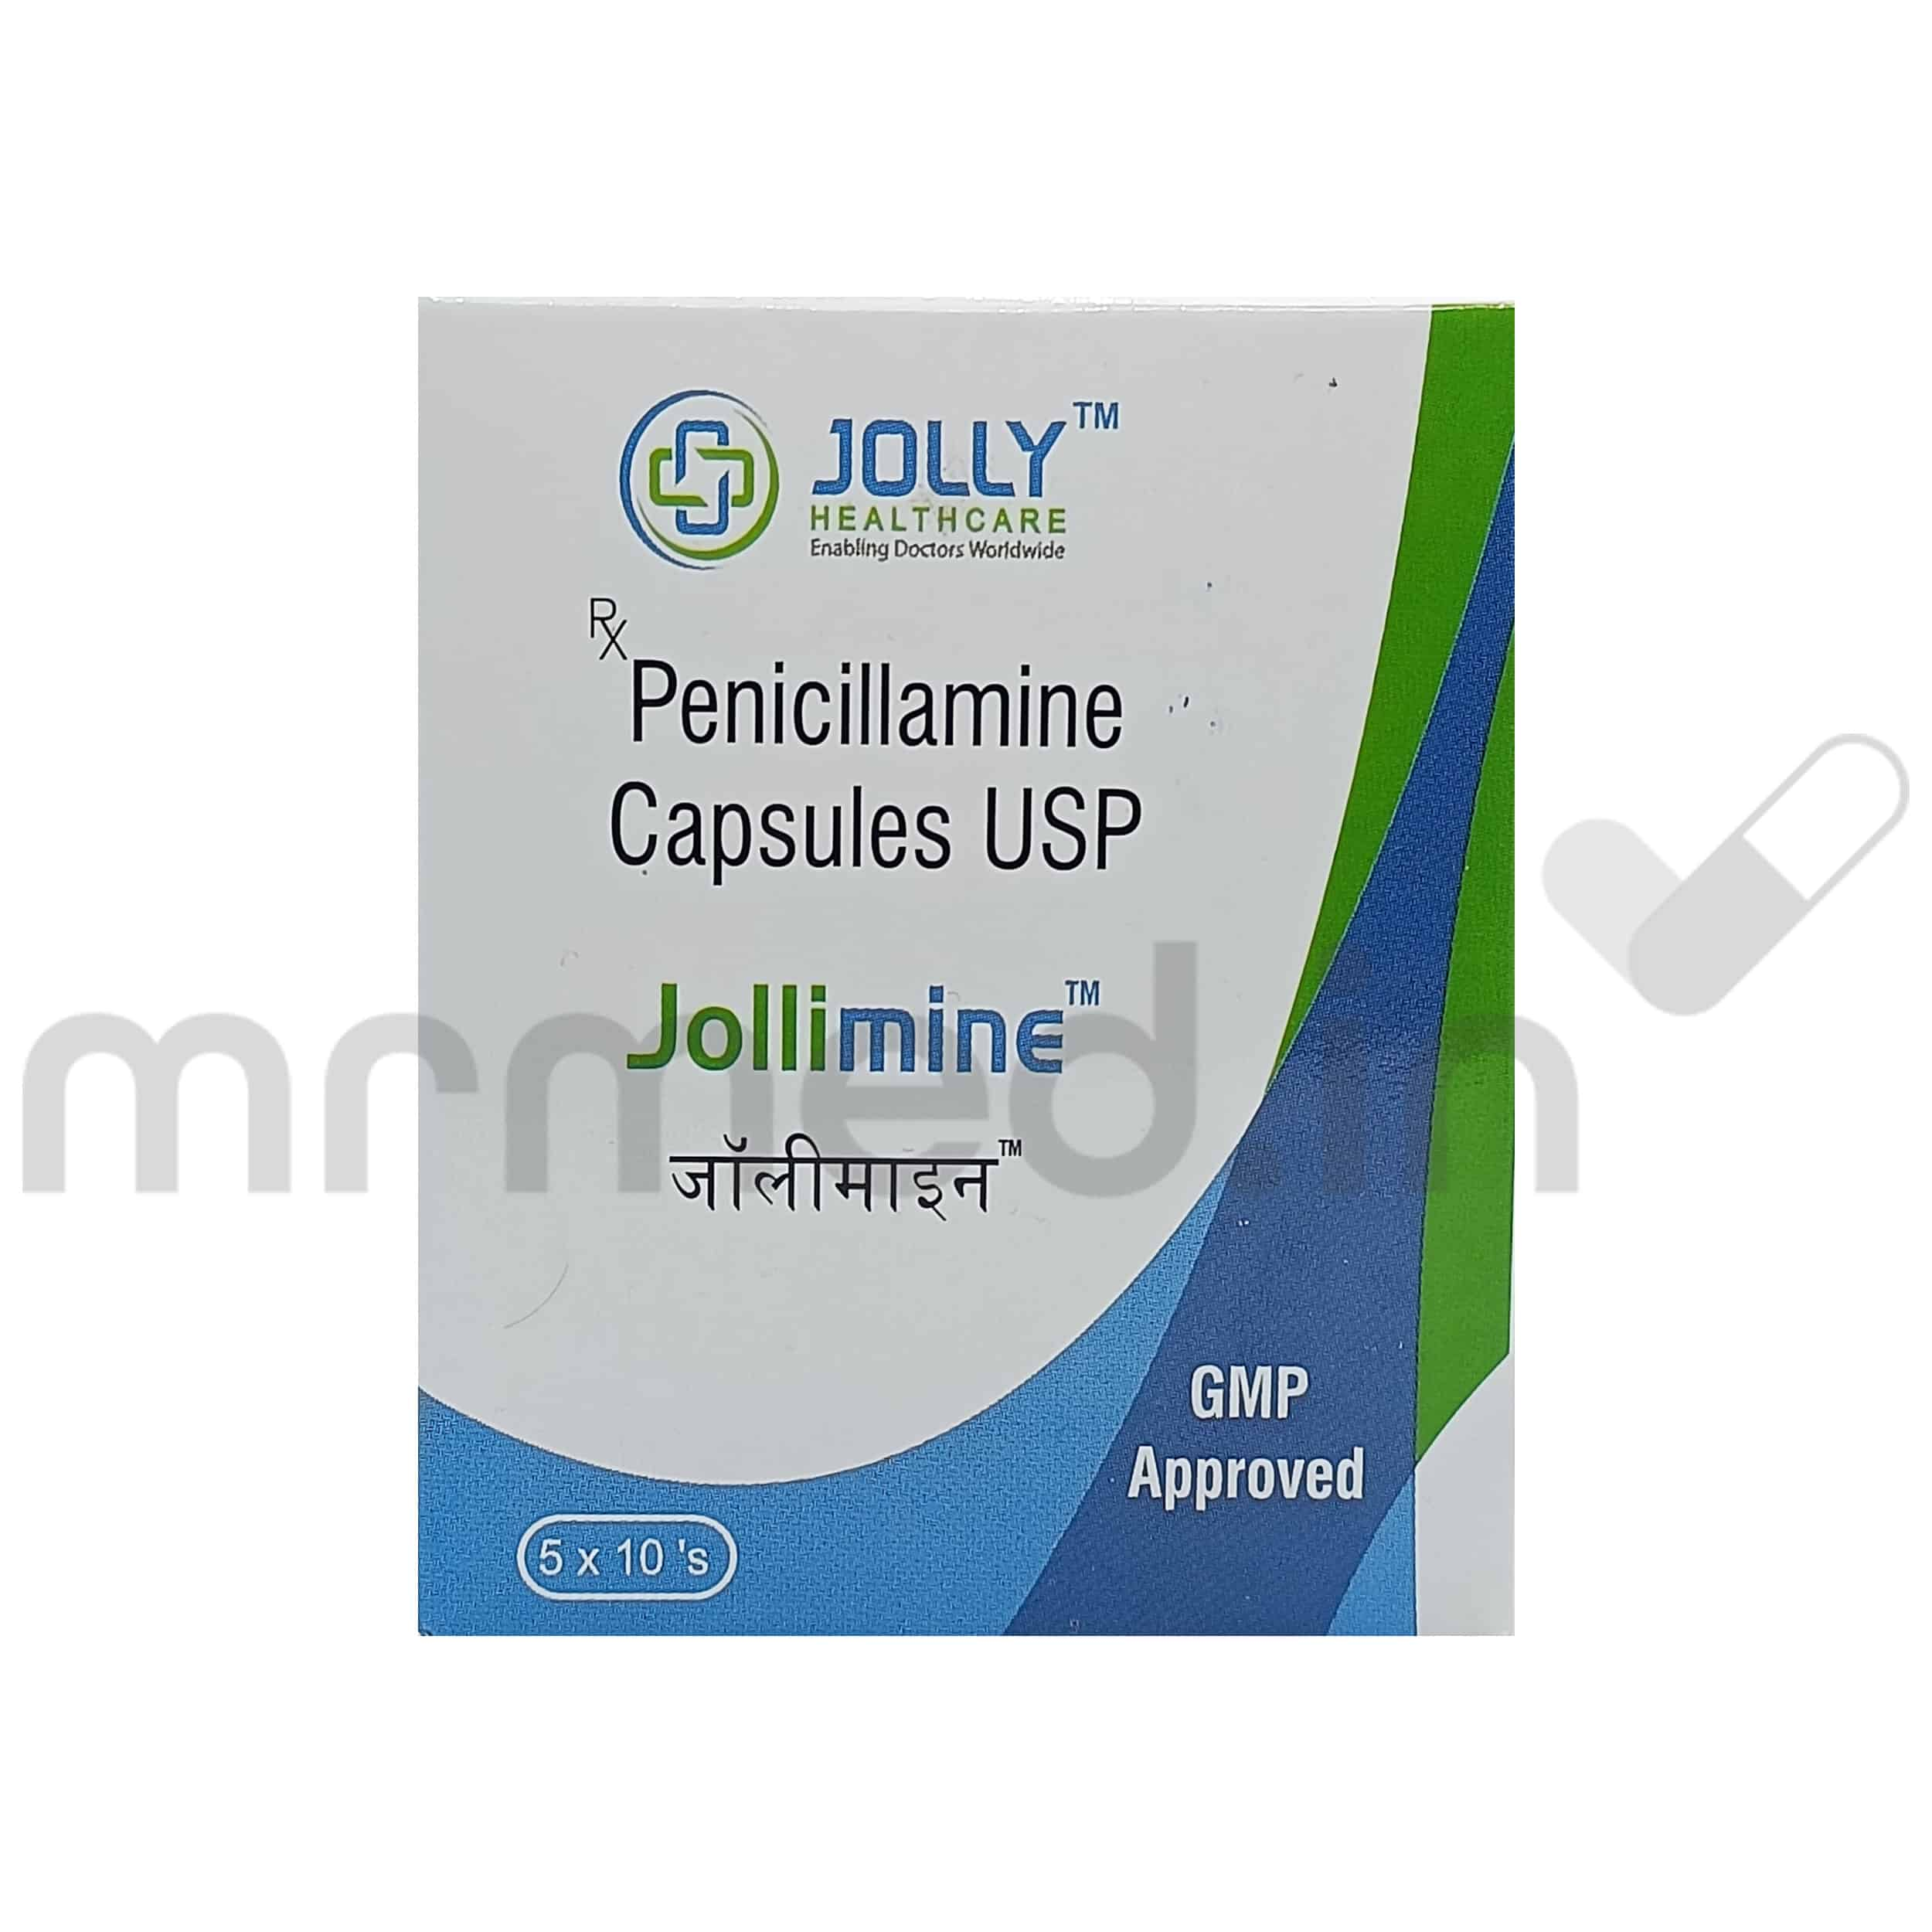 JOLLY™
HEALTHCARE
Enabling Doctors Worldwide
Rx
Penicillamine
Capsules USP
Jollimine™
जॉलीमाइन™
mrmed.in
GMP
Approved
5 x 10 's